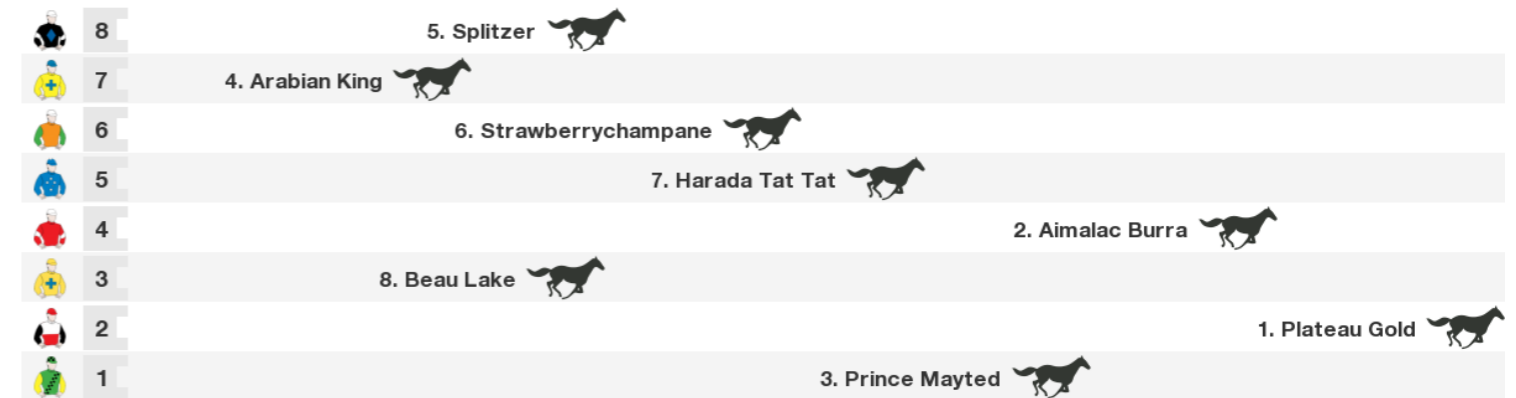 8 5. Splitzer
7 4. Arabian King
6 6. Strawberrychampane
5 7. Harada Tat Tat
4 2. Aimalac Burra
3 8. Beau Lake
2 1. Plateau Gold
1 3. Prince Mayted